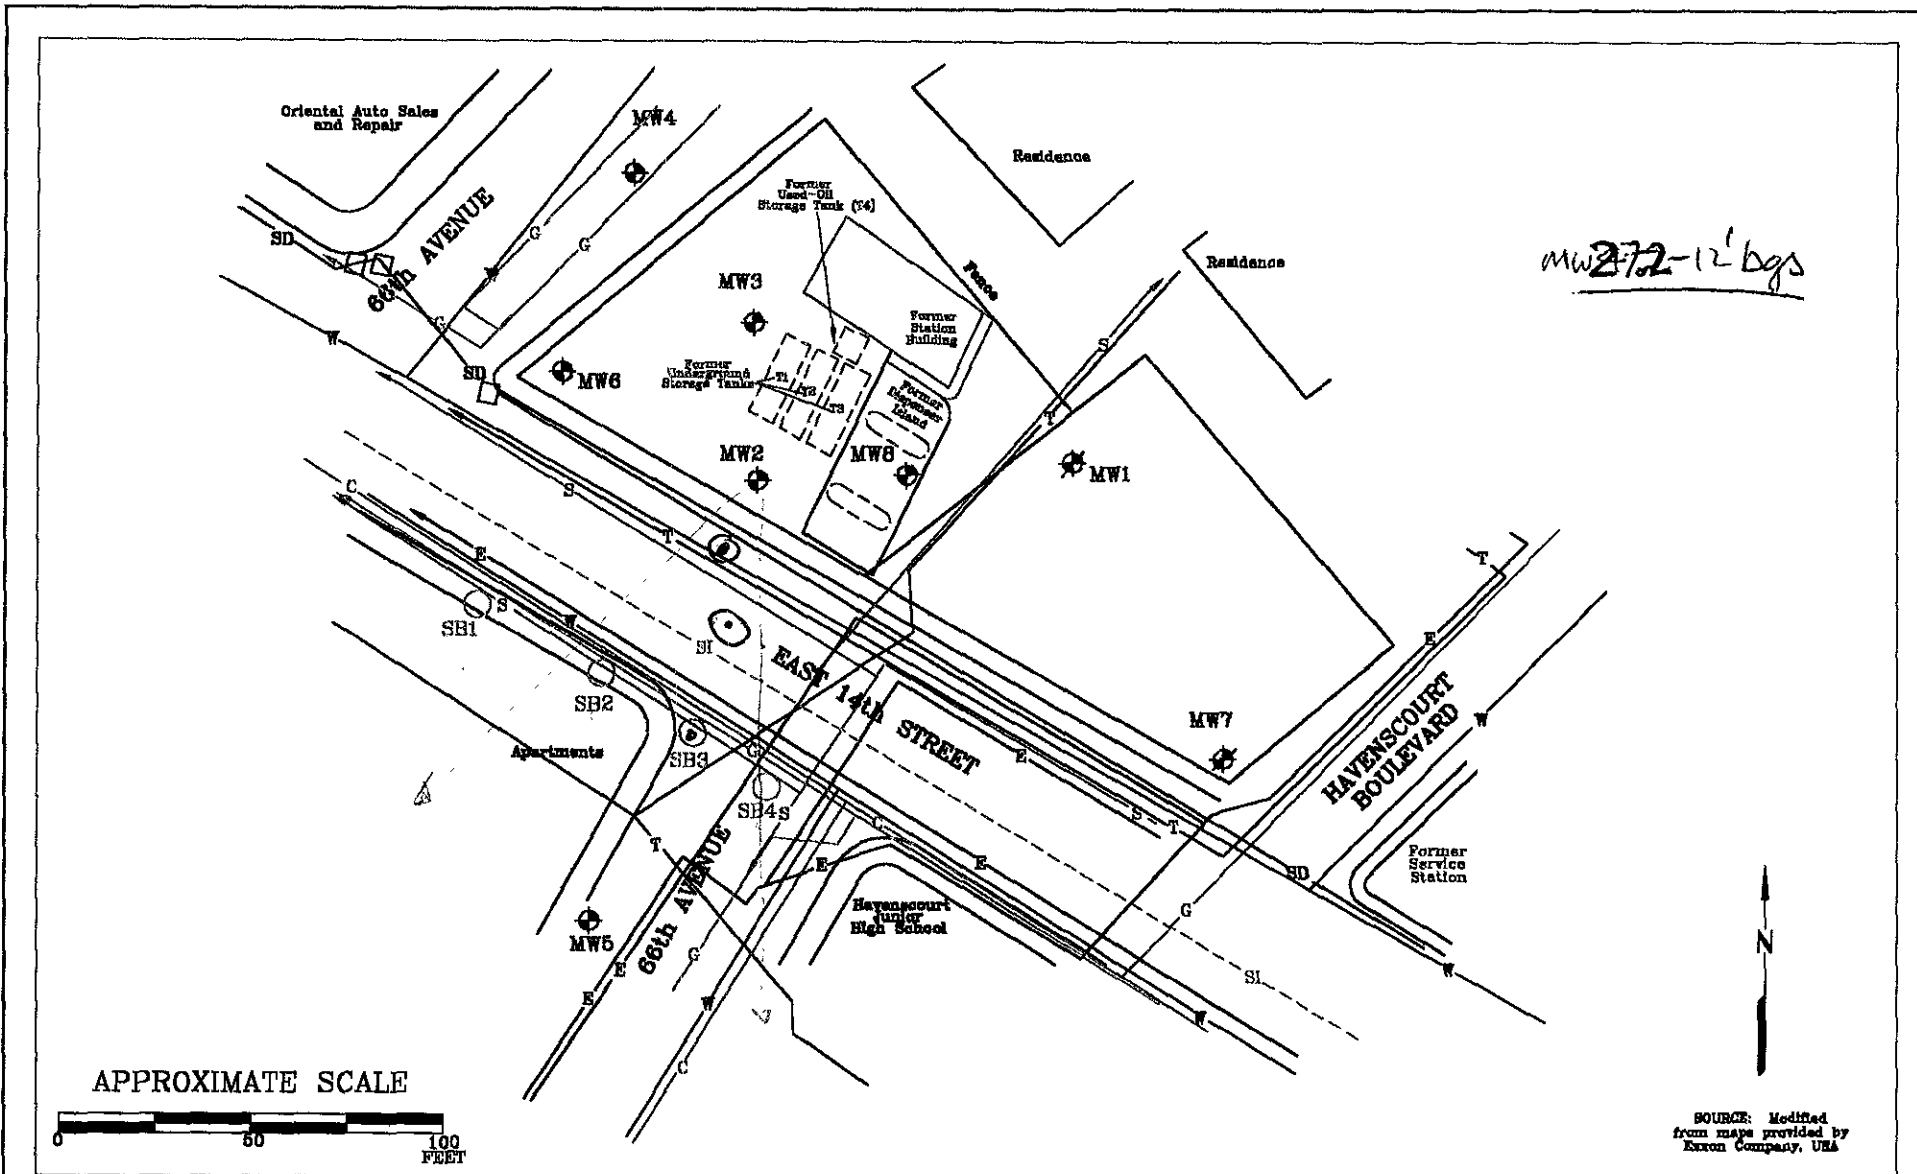 Oriental Auto Sales
and Repair
MW4
Residence
Former
Used-Oil
Storage Tank (T4)
66th AVENUE
SD
G
G
Residence
Fence
MW3
Former
Station
Building
G
W
SD
MW6
Former
Underground
Storage Tanks
T1
T2
T3
Former
Dispenser
Island
S
T
MW2
MW8
MW1
-12' bgs
C
S
T
E
T
SB1
S
W
SI
E
SB2
EAST 14th STREET
MW7
HAVENSCOURT
BOULEVARD
W
Apartments
SB3
G
E
SB4
S
S
T
C
T
E
E
Former
Service
Station
SD
Havenscourt
Junior
High School
G
MW5
66th AVENUE
G
E
E
W
SI
W
W
C
N
APPROXIMATE SCALE
0 50 100
FEET
SOURCE: Modified
from maps provided by
Exxon Company, USA